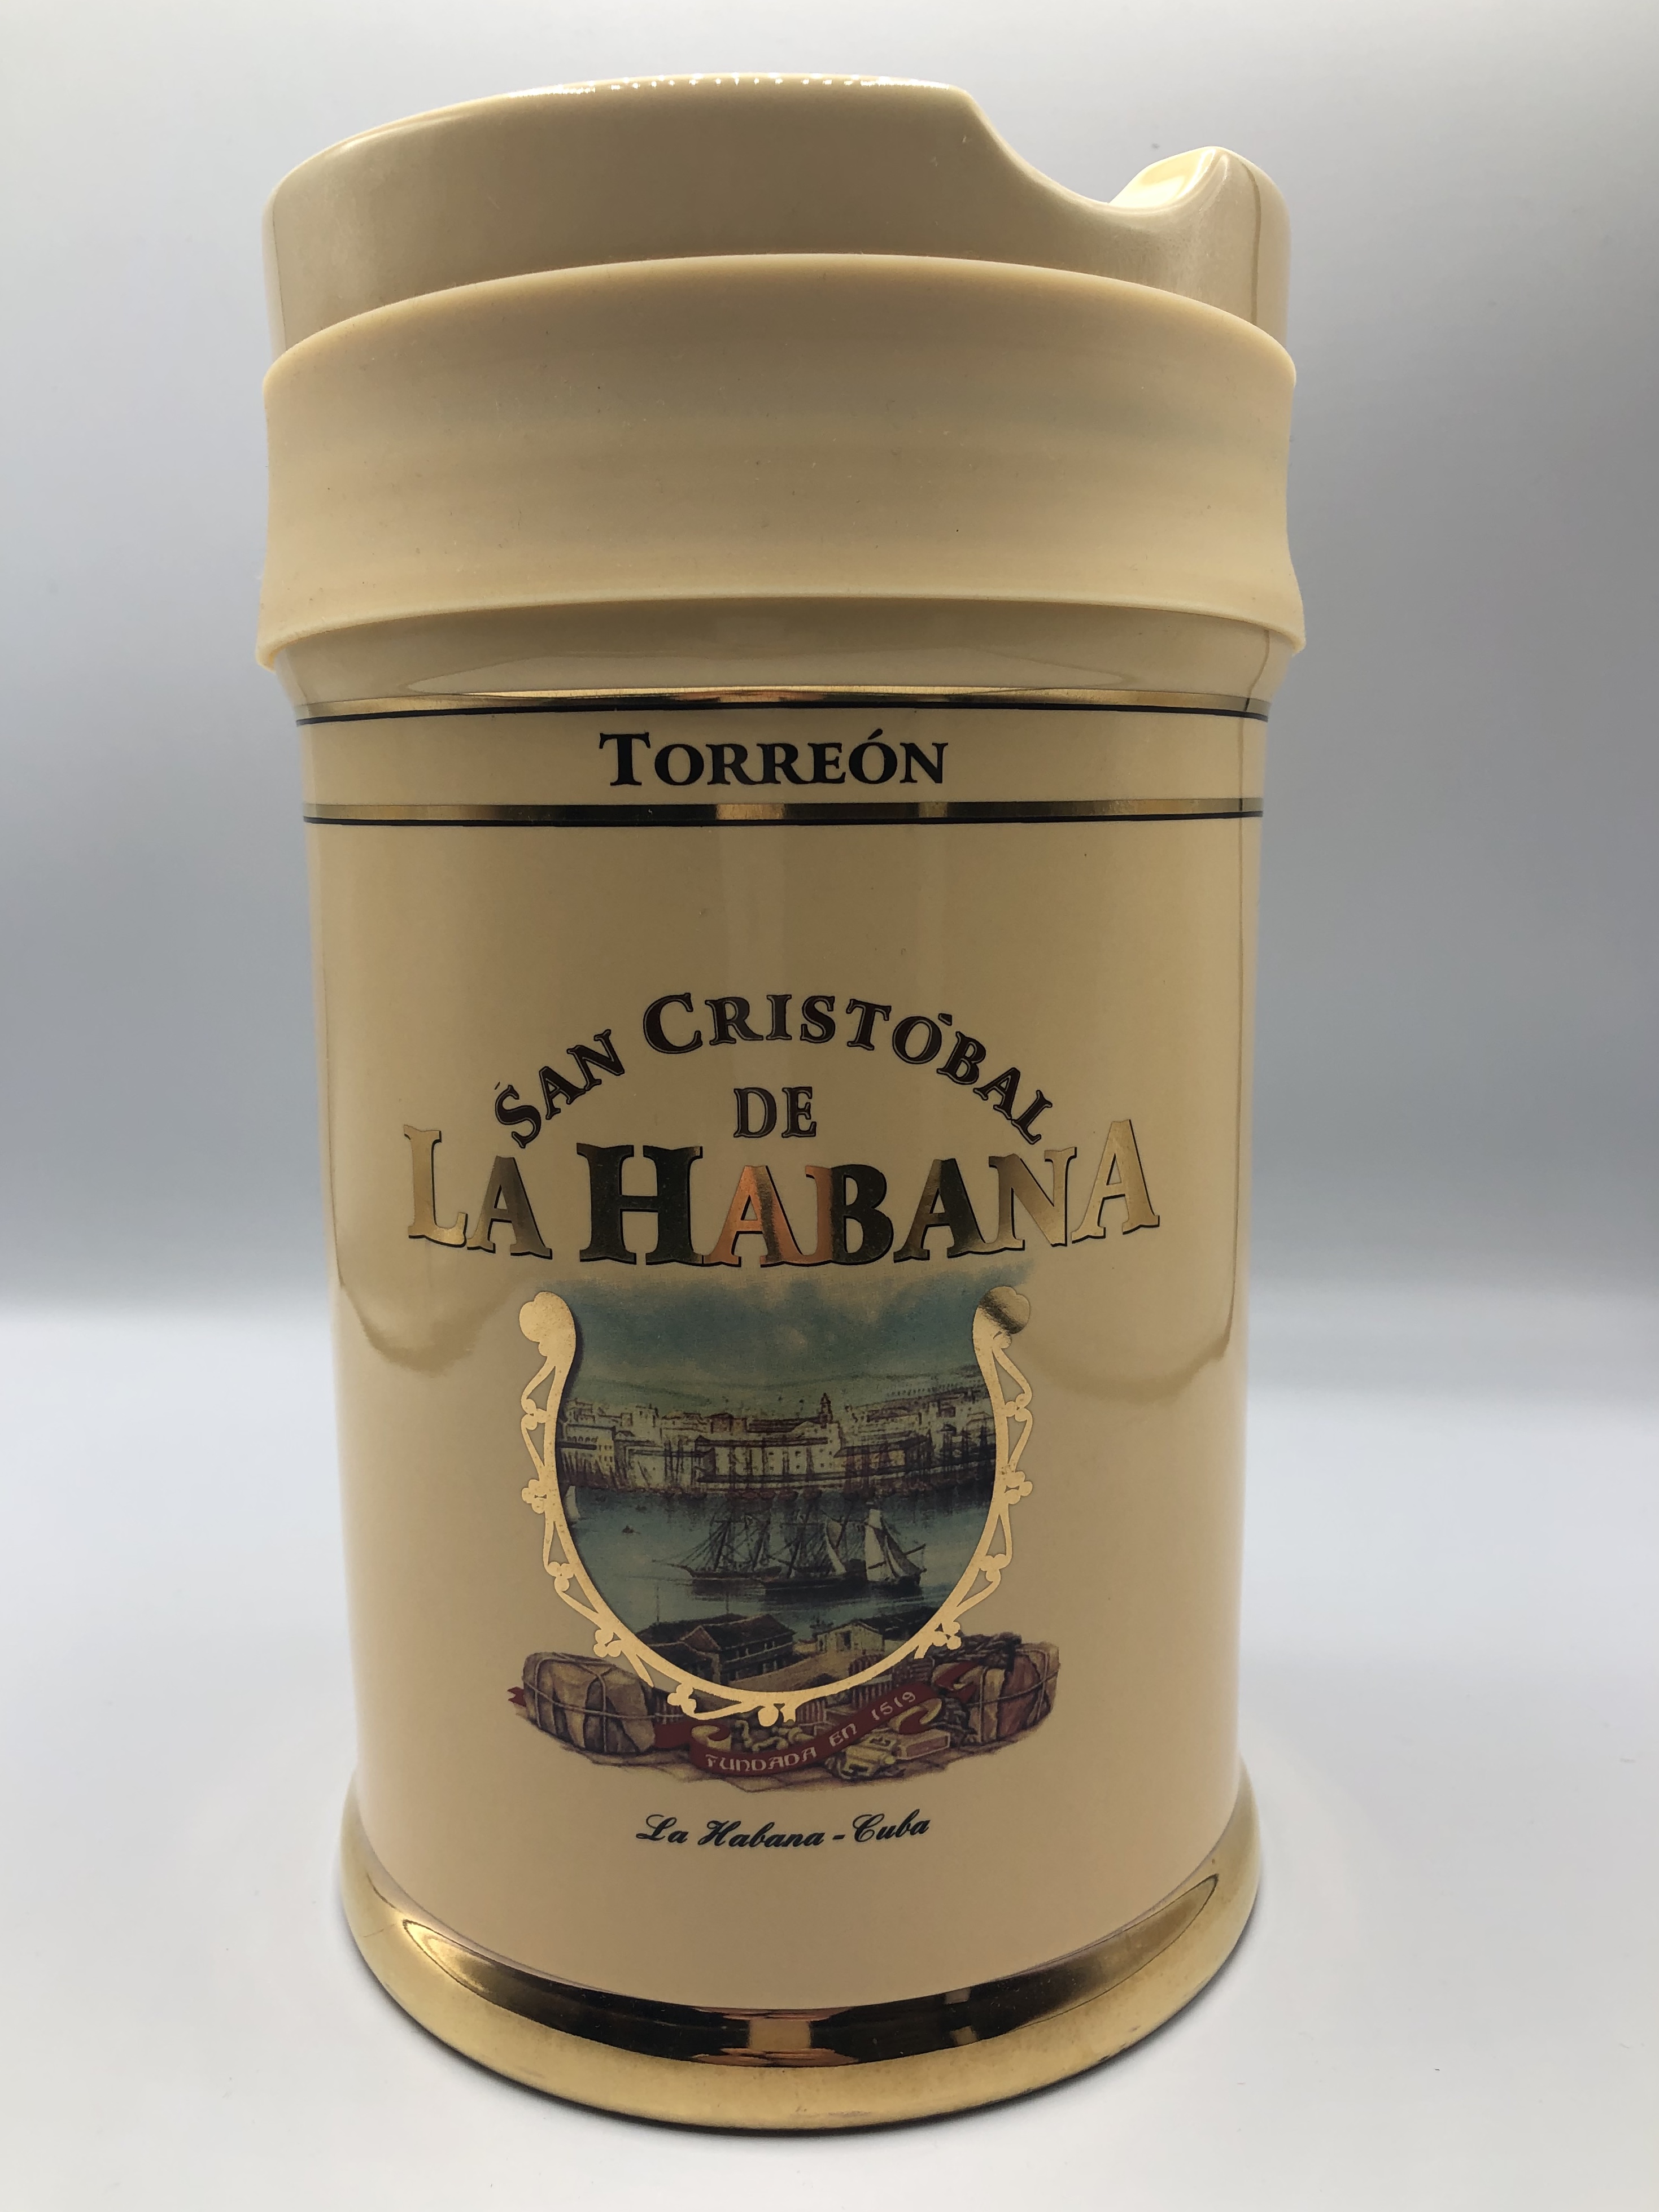 TORREÓN
SAN CRISTÓBAL
DE
LA HABANA
FUNDADA EN 1519
La Habana - Cuba